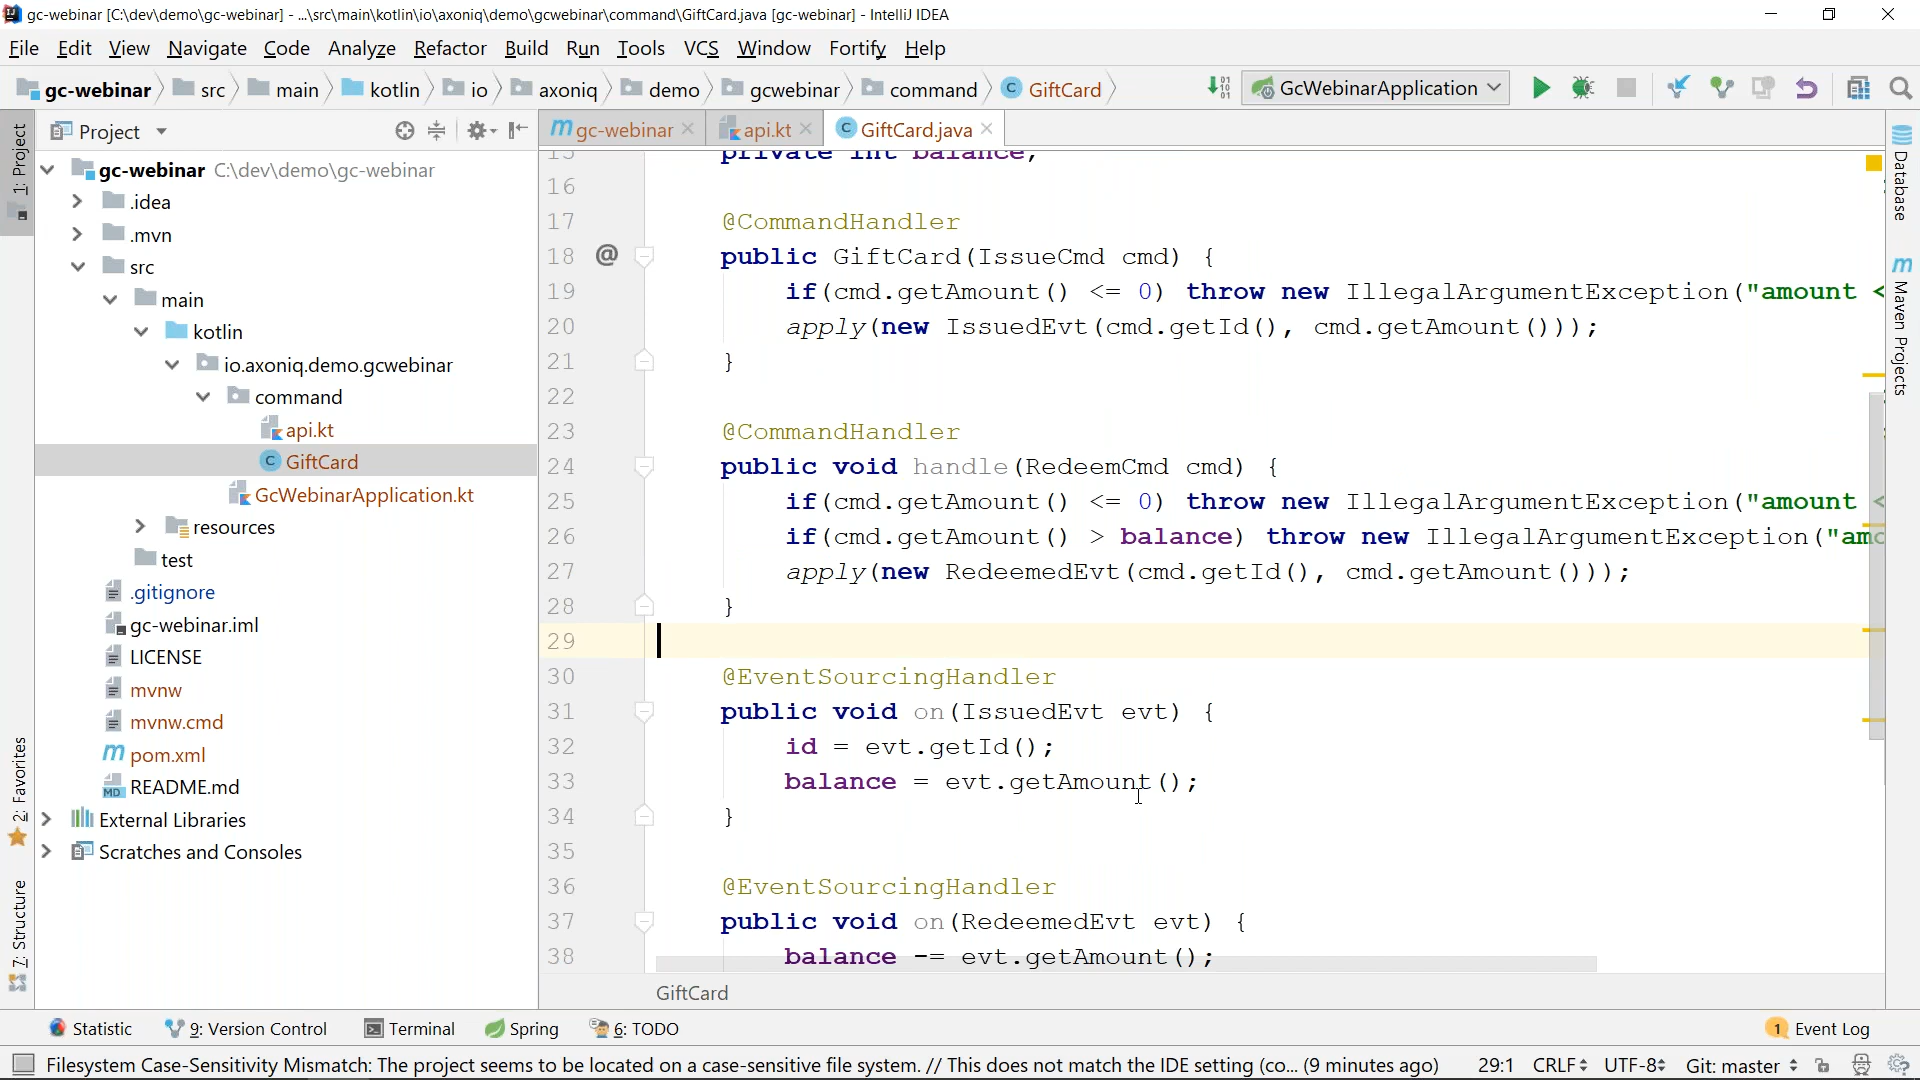 gc-webinar [C:\dev\demo\gc-webinar] - ...\src\main\kotlin\io\axoniq\demo\gcwebinar\command\GiftCard.java [gc-webinar] - IntelliJ IDEA
File Edit View Navigate Code Analyze Refactor Build Run Tools VCS Window Fortify Help
gc-webinar src main kotlin io axoniq demo gcwebinar command GiftCard GcWebinarApplication
1: Project
Project
gc-webinar api.kt GiftCard.java
gc-webinar C:\dev\demo\gc-webinar
.idea
.mvn
src
main
kotlin
io.axoniq.demo.gcwebinar
command
api.kt
GiftCard
GcWebinarApplication.kt
resources
test
.gitignore
gc-webinar.iml
LICENSE
mvnw
mvnw.cmd
pom.xml
README.md
External Libraries
Scratches and Consoles
2: Favorites
7: Structure
15 private int balance;
16
17 @CommandHandler
18 @ public GiftCard(IssueCmd cmd) {
19 if(cmd.getAmount() <= 0) throw new IllegalArgumentException("amount <
20 apply(new IssuedEvt(cmd.getId(), cmd.getAmount()));
21 }
22
23 @CommandHandler
24 public void handle(RedeemCmd cmd) {
25 if(cmd.getAmount() <= 0) throw new IllegalArgumentException("amount <
26 if(cmd.getAmount() > balance) throw new IllegalArgumentException("amo
27 apply(new RedeemedEvt(cmd.getId(), cmd.getAmount()));
28 }
29
30 @EventSourcingHandler
31 public void on(IssuedEvt evt) {
32 id = evt.getId();
33 balance = evt.getAmount();
34 }
35
36 @EventSourcingHandler
37 public void on(RedeemedEvt evt) {
38 balance -= evt.getAmount();
GiftCard
Database
Maven Projects
Statistic 9: Version Control Terminal Spring 6: TODO 1 Event Log
Filesystem Case-Sensitivity Mismatch: The project seems to be located on a case-sensitive file system. // This does not match the IDE setting (co... (9 minutes ago) 29:1 CRLF UTF-8 Git: master